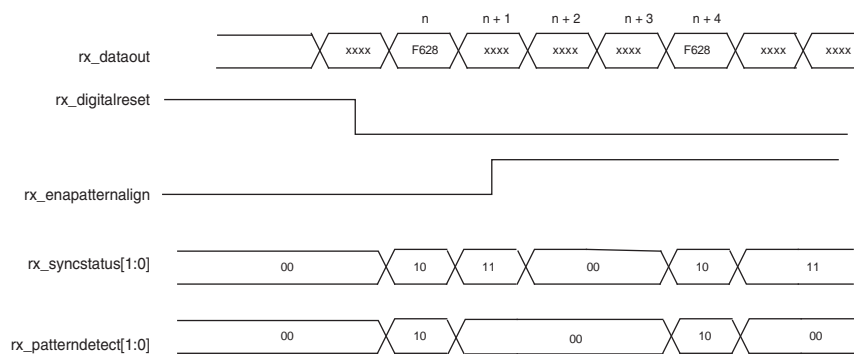 n n + 1 n + 2 n + 3 n + 4
rx_dataout xxxx F628 xxxx xxxx xxxx F628 xxxx xxxx
rx_digitalreset
rx_enapatternalign
rx_syncstatus[1:0] 00 10 11 00 10 11
rx_patterndetect[1:0] 00 10 00 10 00